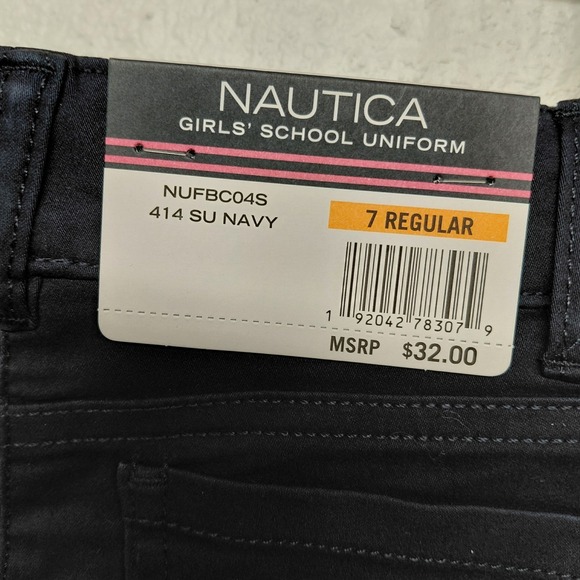 NAUTICA
GIRLS' SCHOOL UNIFORM
NUFBC04S
414 SU NAVY
7 REGULAR
1 92042 78307 9
MSRP $32.00